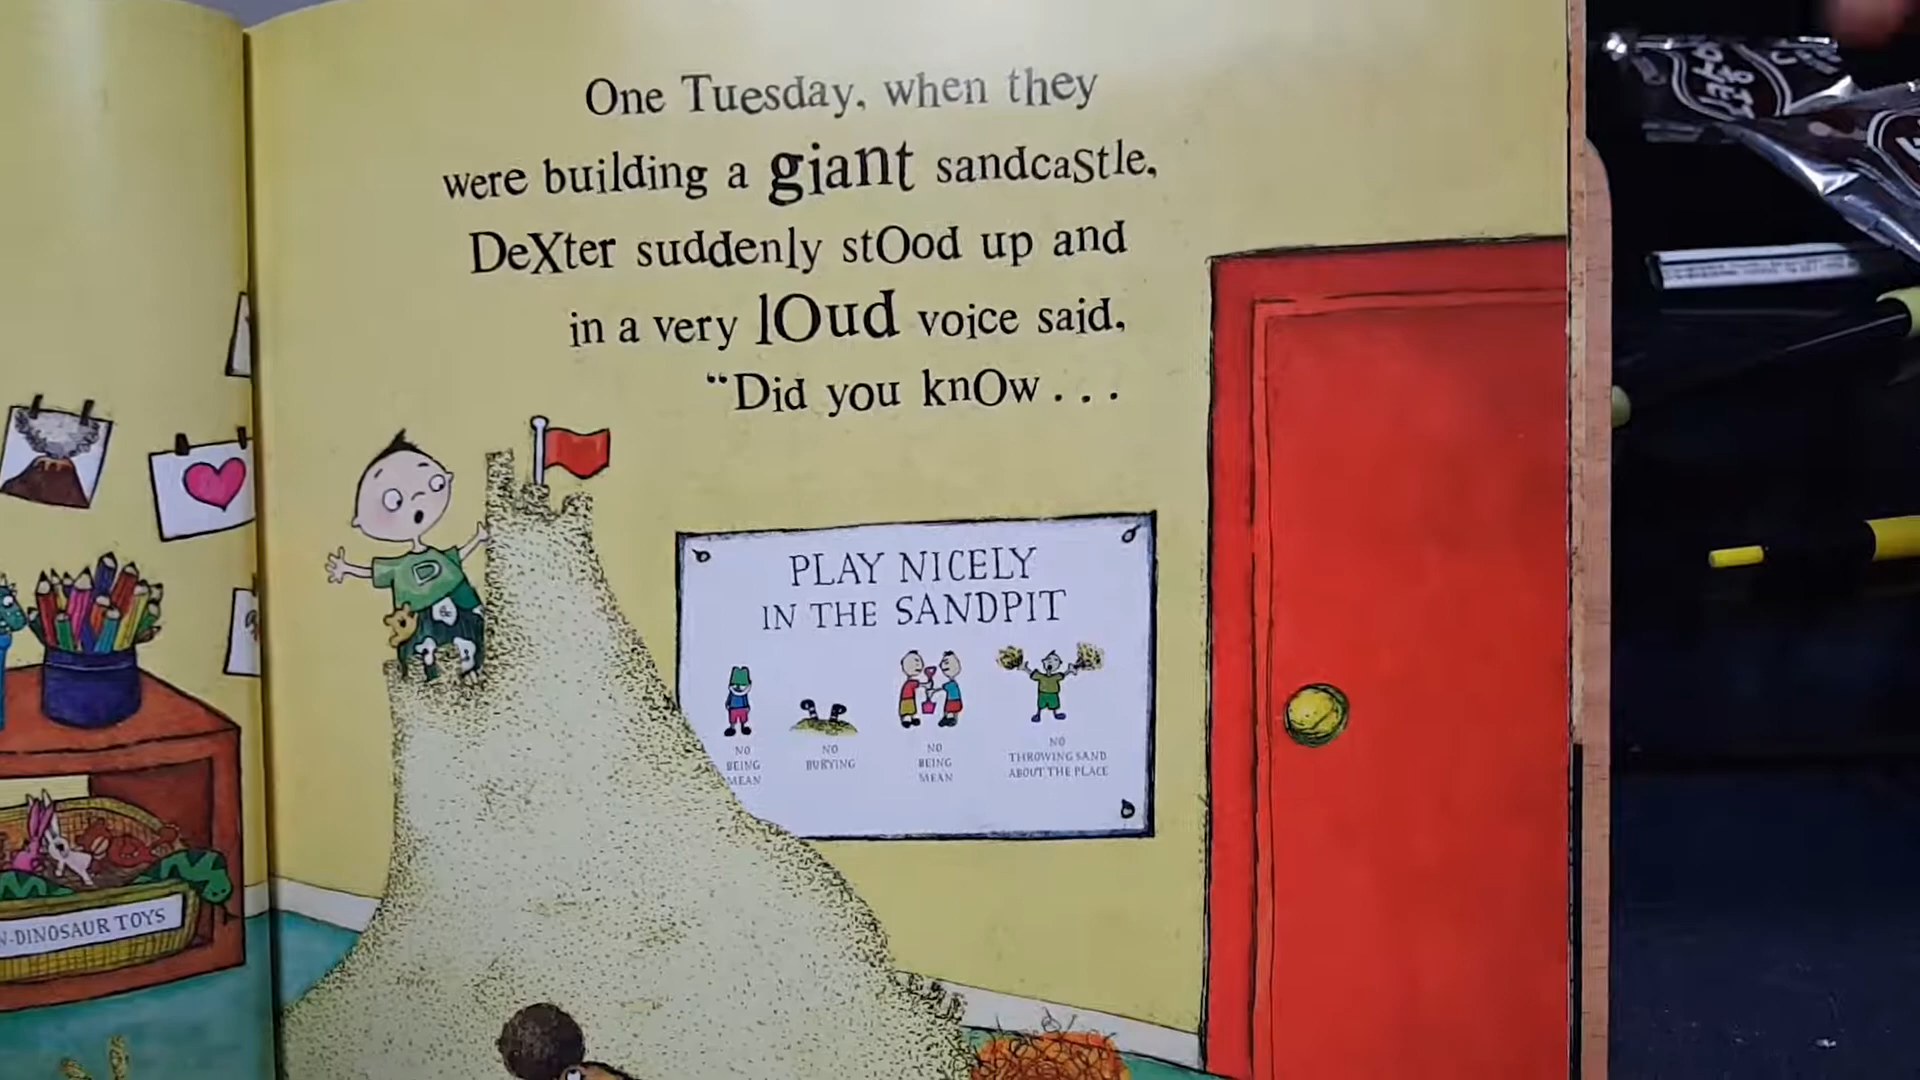 One Tuesday, when they
were building a giant sandcaStle,
DeXter suddenly stOod up and
in a very lOud voice said,
“Did you knOw . . .
D
PLAY NICELY
IN THE SANDPIT
NO
BEING
MEAN
NO
BURYING
NO
BEING
MEAN
NO
THROWING SAND
ABOUT THE PLACE
-DINOSAUR TOYS